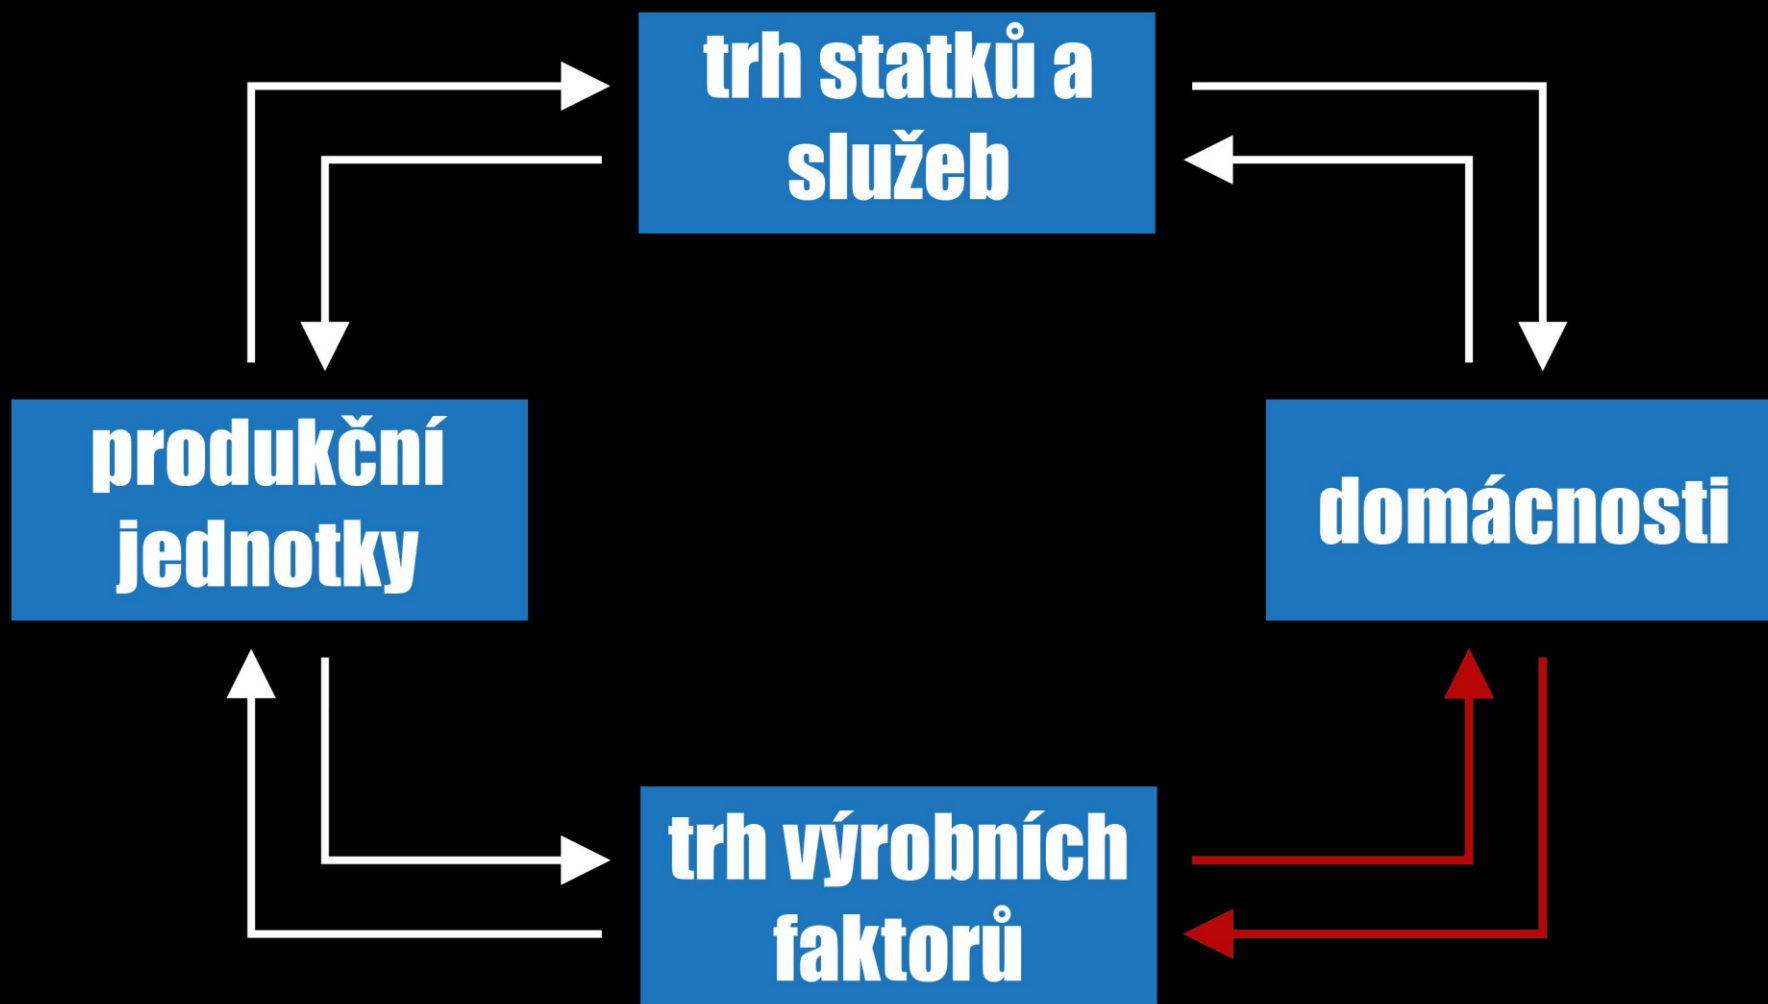 trh statků a
služeb
produkční
jednotky
domácnosti
trh výrobních
faktorů